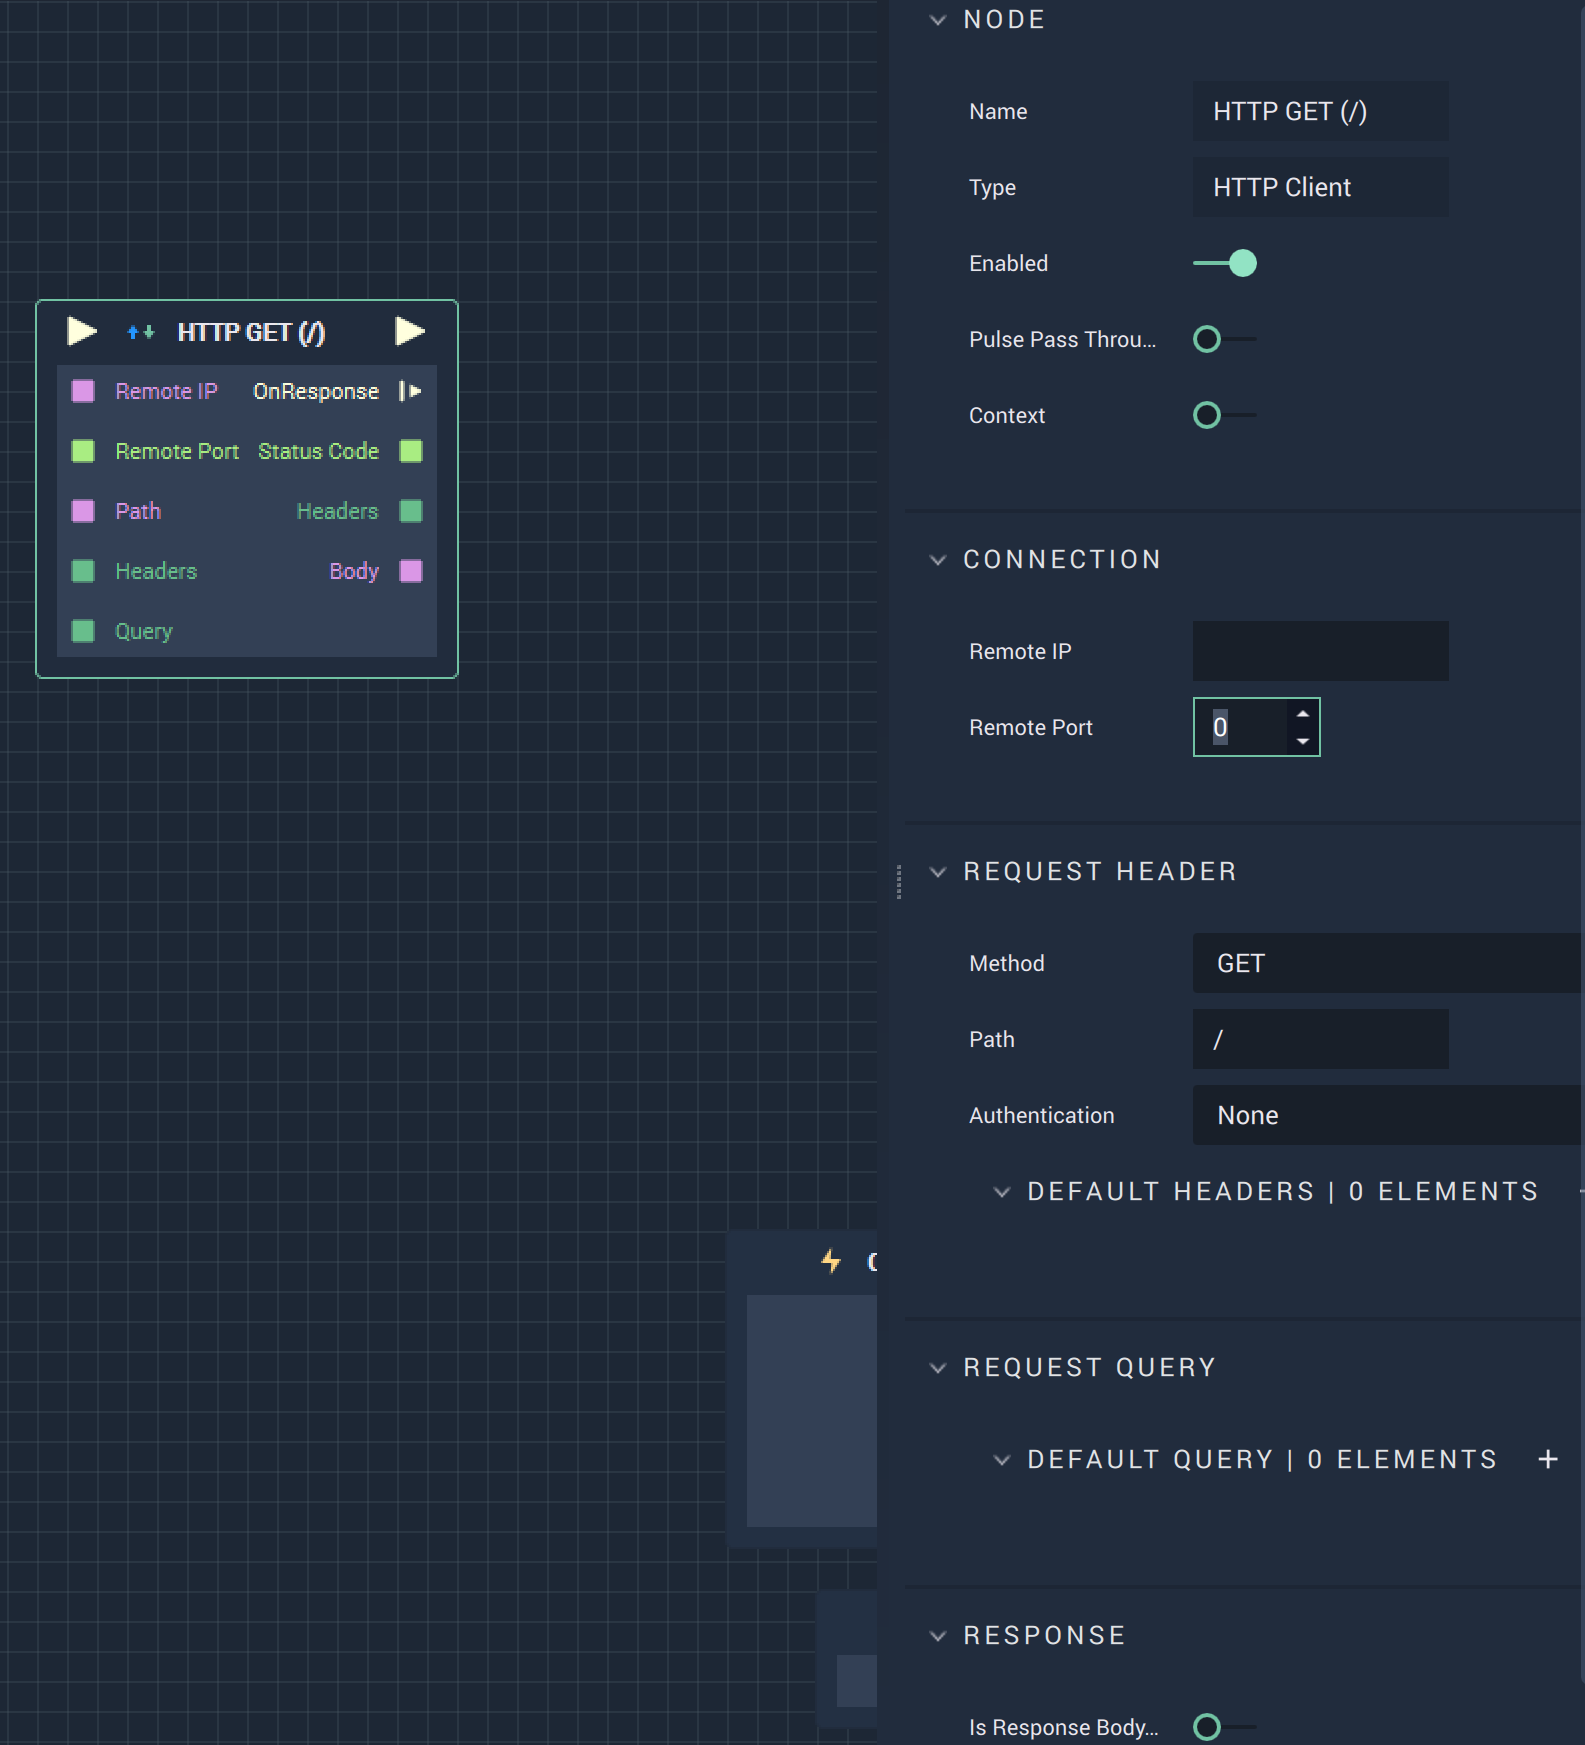 HTTP GET (/)
Remote IP OnResponse
Remote Port Status Code
Path Headers
Headers Body
Query
NODE
Name HTTP GET (/)
Type HTTP Client
Enabled
Pulse Pass Throu...
Context
CONNECTION
Remote IP
Remote Port 0
REQUEST HEADER
Method GET
Path /
Authentication None
DEFAULT HEADERS | 0 ELEMENTS
REQUEST QUERY
DEFAULT QUERY | 0 ELEMENTS +
RESPONSE
Is Response Body...